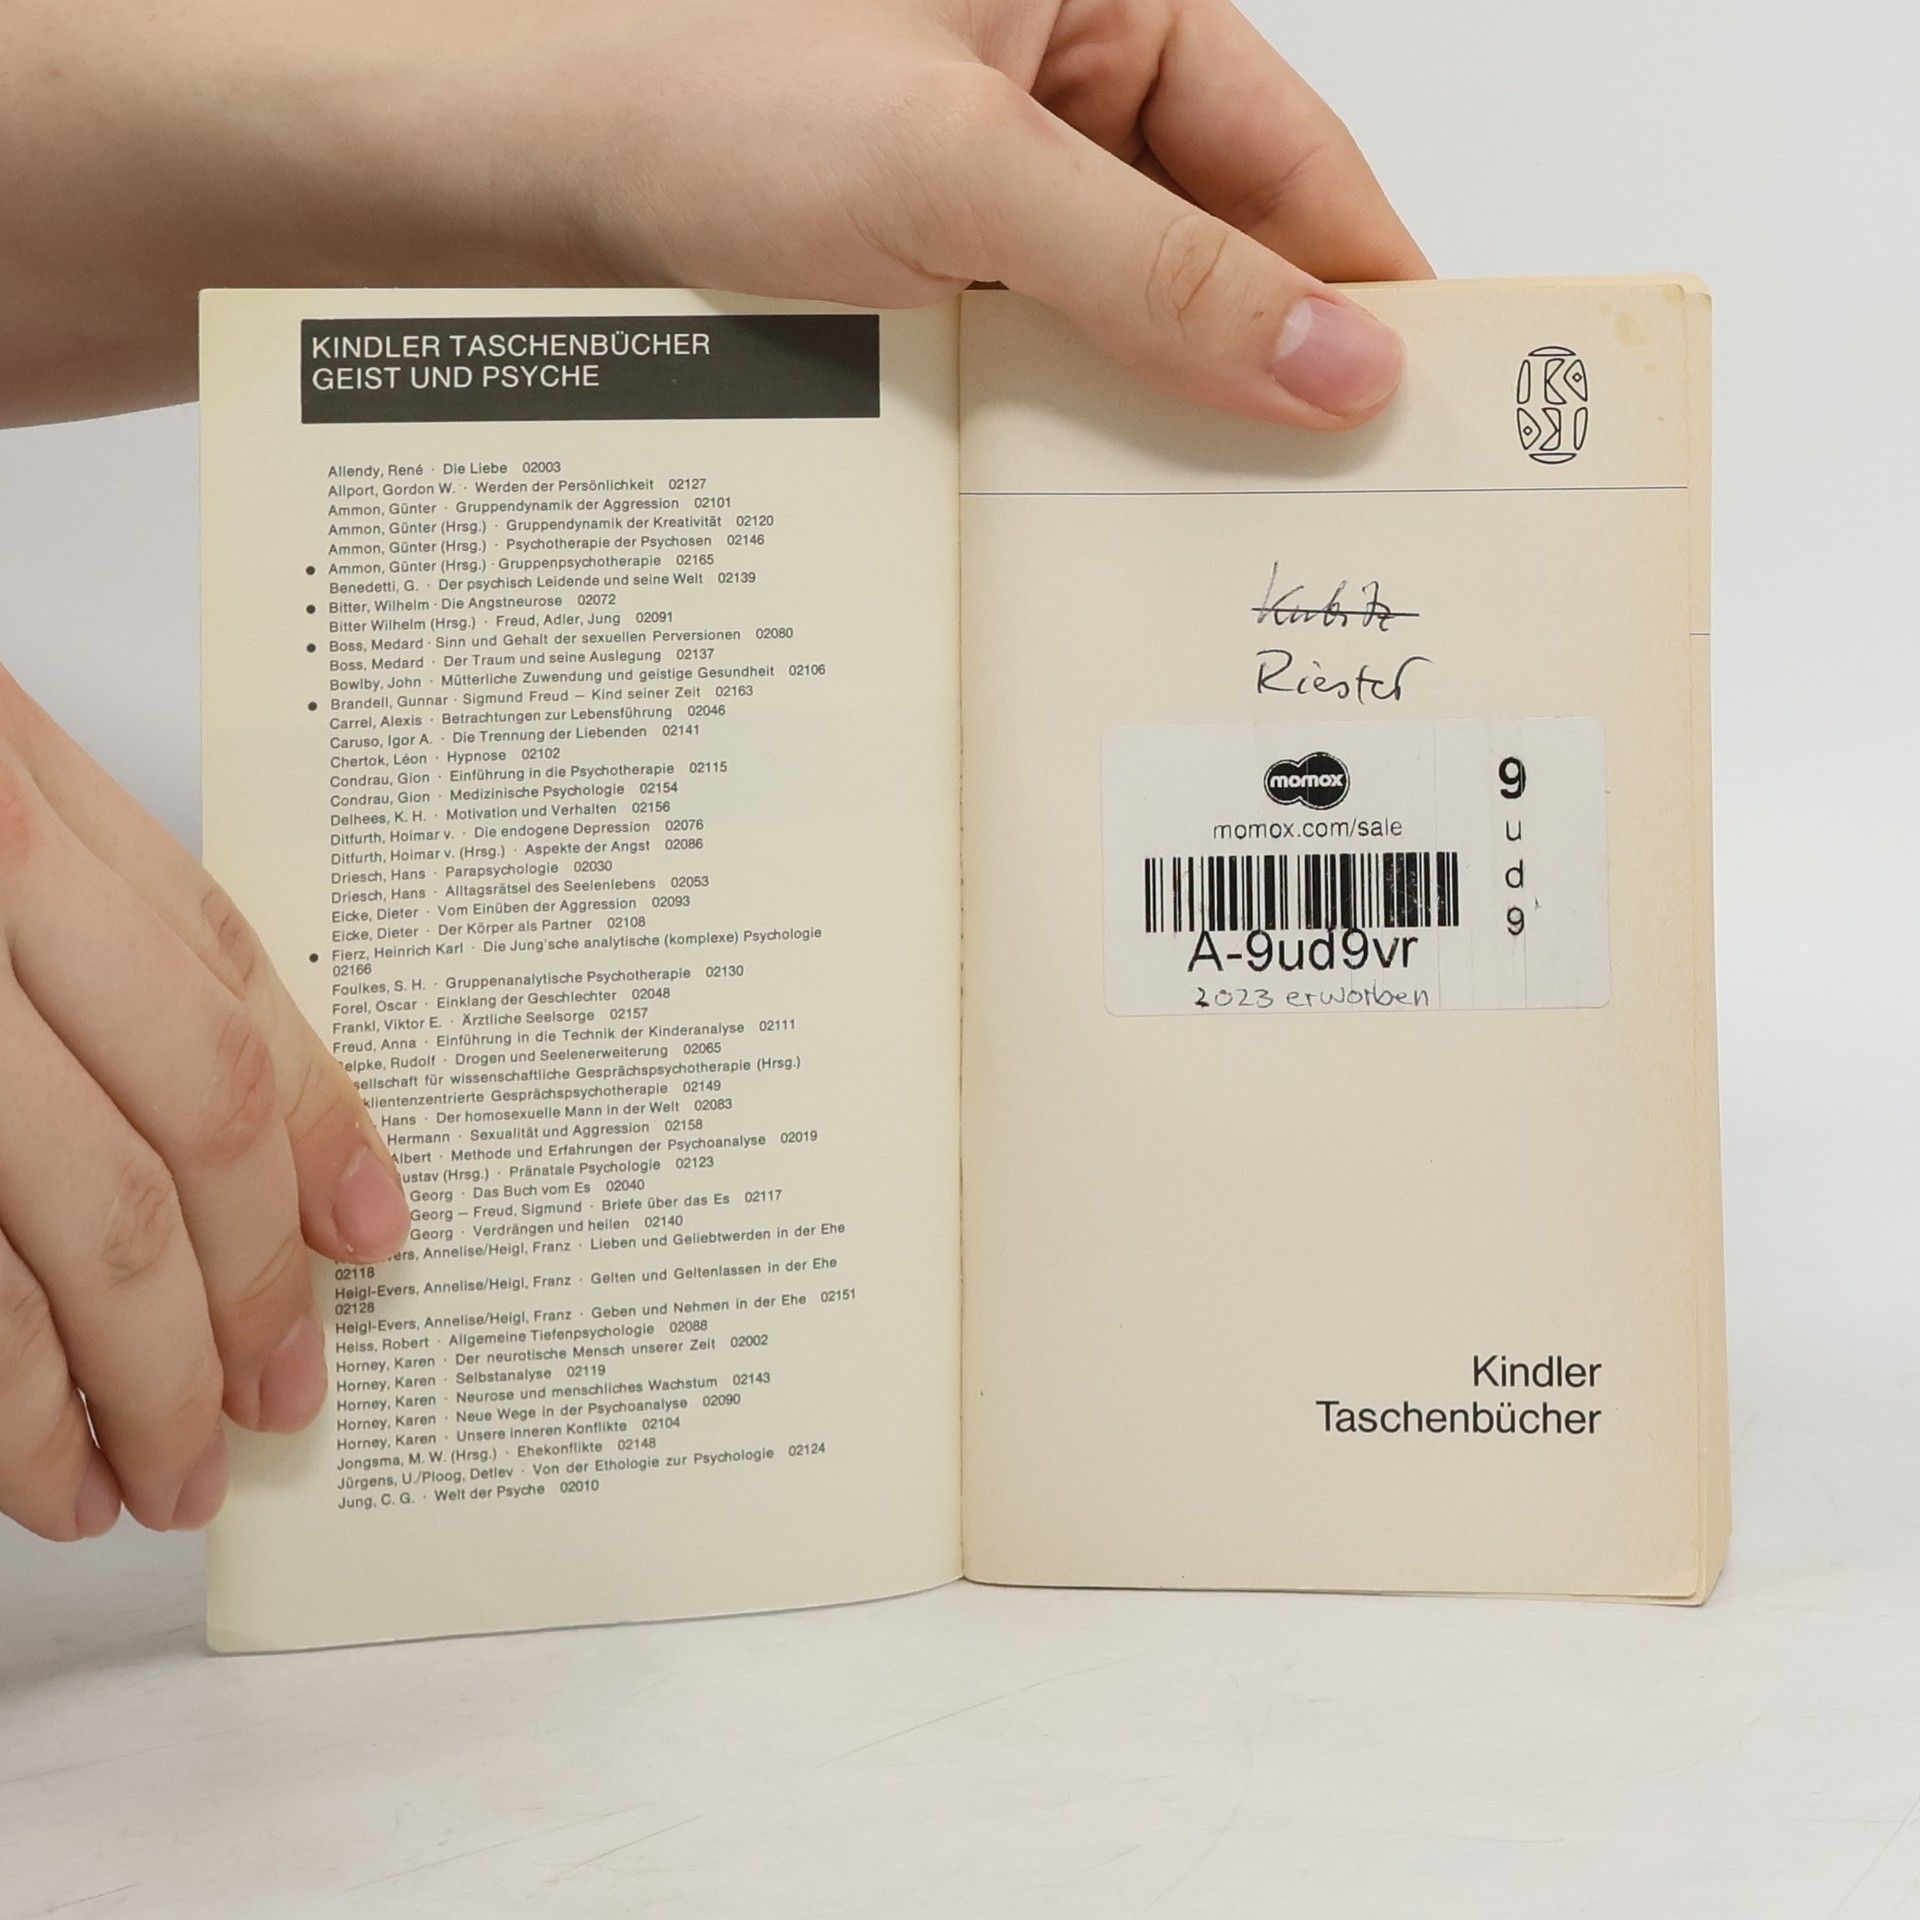 KINDLER TASCHENBÜCHER
GEIST UND PSYCHE
Allendy, René · Die Liebe 02003
Allport, Gordon W. · Werden der Persönlichkeit 02127
Ammon, Günter · Gruppendynamik der Aggression 02101
Ammon, Günter (Hrsg.) · Gruppendynamik der Kreativität 02120
Ammon, Günter (Hrsg.) · Psychotherapie der Psychosen 02146
● Ammon, Günter (Hrsg.) · Gruppenpsychotherapie 02165
Benedetti, G. · Der psychisch Leidende und seine Welt 02139
● Bitter, Wilhelm · Die Angstneurose 02072
Bitter Wilhelm (Hrsg.) · Freud, Adler, Jung 02091
● Boss, Medard · Sinn und Gehalt der sexuellen Perversionen 02080
Boss, Medard · Der Traum und seine Auslegung 02137
Bowlby, John · Mütterliche Zuwendung und geistige Gesundheit 02106
● Brandell, Gunnar · Sigmund Freud – Kind seiner Zeit 02163
Carrel, Alexis · Betrachtungen zur Lebensführung 02046
Caruso, Igor A. · Die Trennung der Liebenden 02141
Chertok, Léon · Hypnose 02102
Condrau, Gion · Einführung in die Psychotherapie 02115
Condrau, Gion · Medizinische Psychologie 02154
Delhees, K. H. · Motivation und Verhalten 02156
Ditfurth, Hoimar v. · Die endogene Depression 02076
Ditfurth, Hoimar v. (Hrsg.) · Aspekte der Angst 02086
Driesch, Hans · Parapsychologie 02030
Driesch, Hans · Alltagsrätsel des Seelenlebens 02053
Eicke, Dieter · Vom Einüben der Aggression 02093
Eicke, Dieter · Der Körper als Partner 02108
● Fierz, Heinrich Karl · Die Jung'sche analytische (komplexe) Psychologie
02166
Foulkes, S. H. · Gruppenanalytische Psychotherapie 02130
Forel, Oscar · Einklang der Geschlechter 02048
Frankl, Viktor E. · Ärztliche Seelsorge 02157
Freud, Anna · Einführung in die Technik der Kinderanalyse 02111
elpke, Rudolf · Drogen und Seelenerweiterung 02065
sellschaft für wissenschaftliche Gesprächspsychotherapie (Hrsg.)
klientenzentrierte Gesprächspsychotherapie 02149
Hans · Der homosexuelle Mann in der Welt 02083
Hermann · Sexualität und Aggression 02158
Albert · Methode und Erfahrungen der Psychoanalyse 02019
ustav (Hrsg.) · Pränatale Psychologie 02123
Georg · Das Buch vom Es 02040
Georg – Freud, Sigmund · Briefe über das Es 02117
Georg · Verdrängen und heilen 02140
ers, Annelise/Heigl, Franz · Lieben und Geliebtwerden in der Ehe
02118
Heigl-Evers, Annelise/Heigl, Franz · Gelten und Geltenlassen in der Ehe
02128
Heigl-Evers, Annelise/Heigl, Franz · Geben und Nehmen in der Ehe 02151
Heiss, Robert · Allgemeine Tiefenpsychologie 02088
Horney, Karen · Der neurotische Mensch unserer Zeit 02002
Horney, Karen · Selbstanalyse 02119
Horney, Karen · Neurose und menschliches Wachstum 02143
Horney, Karen · Neue Wege in der Psychoanalyse 02090
Horney, Karen · Unsere inneren Konflikte 02104
Jongsma, M. W. (Hrsg.) · Ehekonflikte 02148
Jürgens, U./Ploog, Detlev · Von der Ethologie zur Psychologie 02124
Jung, C. G. · Welt der Psyche 02010
Riester
momox
momox.com/sale
A-9ud9vr
9
u
d
9
2023 erworben
Kindler
Taschenbücher